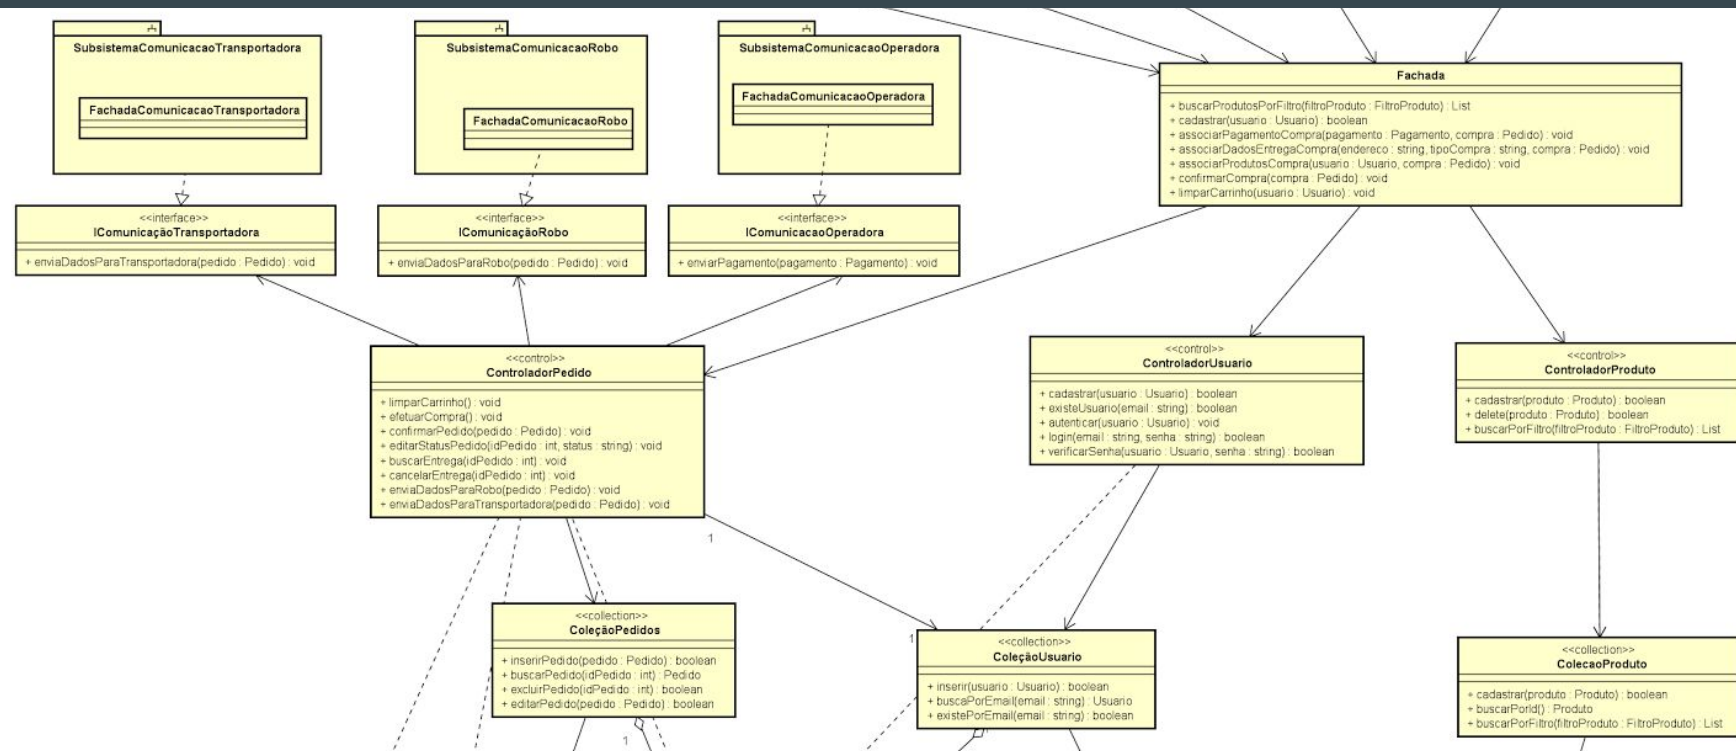 SubsistemaComunicacaoTransportadora
FachadaComunicacaoTransportadora
SubsistemaComunicacaoRobo
FachadaComunicacaoRobo
SubsistemaComunicacaoOperadora
FachadaComunicacaoOperadora
Fachada
+ buscarProdutosPorFiltro(filtroProduto : FiltroProduto) : List
+ cadastrar(usuario : Usuario) : boolean
+ associarPagamentoCompra(pagamento : Pagamento, compra : Pedido) : void
+ associarDadosEntregaCompra(endereco : string, tipoCompra : string, compra : Pedido) : void
+ associarProdutosCompra(usuario : Usuario, compra : Pedido) : void
+ confirmarCompra(compra : Pedido) : void
+ limparCarrinho(usuario : Usuario) : void
<<interface>>
IComunicaçãoTransportadora
+ enviaDadosParaTransportadora(pedido : Pedido) : void
<<interface>>
IComunicaçãoRobo
+ enviaDadosParaRobo(pedido : Pedido) : void
<<interface>>
IComunicacaoOperadora
+ enviarPagamento(pagamento : Pagamento) : void
<<control>>
ControladorPedido
+ limparCarrinho() : void
+ efetuarCompra() : void
+ confirmarPedido(pedido : Pedido) : void
+ editarStatusPedido(idPedido : int, status : string) : void
+ buscarEntrega(idPedido : int) : void
+ cancelarEntrega(idPedido : int) : void
+ enviaDadosParaRobo(pedido : Pedido) : void
+ enviaDadosParaTransportadora(pedido : Pedido) : void
<<control>>
ControladorUsuario
+ cadastrar(usuario : Usuario) : boolean
+ existeUsuario(email : string) : boolean
+ autenticar(usuario : Usuario) : void
+ login(email : string, senha : string) : boolean
+ verificarSenha(usuario : Usuario, senha : string) : boolean
<<control>>
ControladorProduto
+ cadastrar(produto : Produto) : boolean
+ delete(produto : Produto) : boolean
+ buscarPorFiltro(filtroProduto : FiltroProduto) : List
1
1
<<collection>>
ColeçãoPedidos
+ inserirPedido(pedido : Pedido) : boolean
+ buscarPedido(idPedido : int) : Pedido
+ excluirPedido(idPedido : int) : boolean
+ editarPedido(pedido : Pedido) : boolean
1
<<collection>>
ColeçãoUsuario
+ inserir(usuario : Usuario) : boolean
+ buscaPorEmail(email : string) : Usuario
+ existePorEmail(email : string) : boolean
<<collection>>
ColecaoProduto
+ cadastrar(produto : Produto) : boolean
+ buscarPorId() : Produto
+ buscarPorFiltro(filtroProduto : FiltroProduto) : List